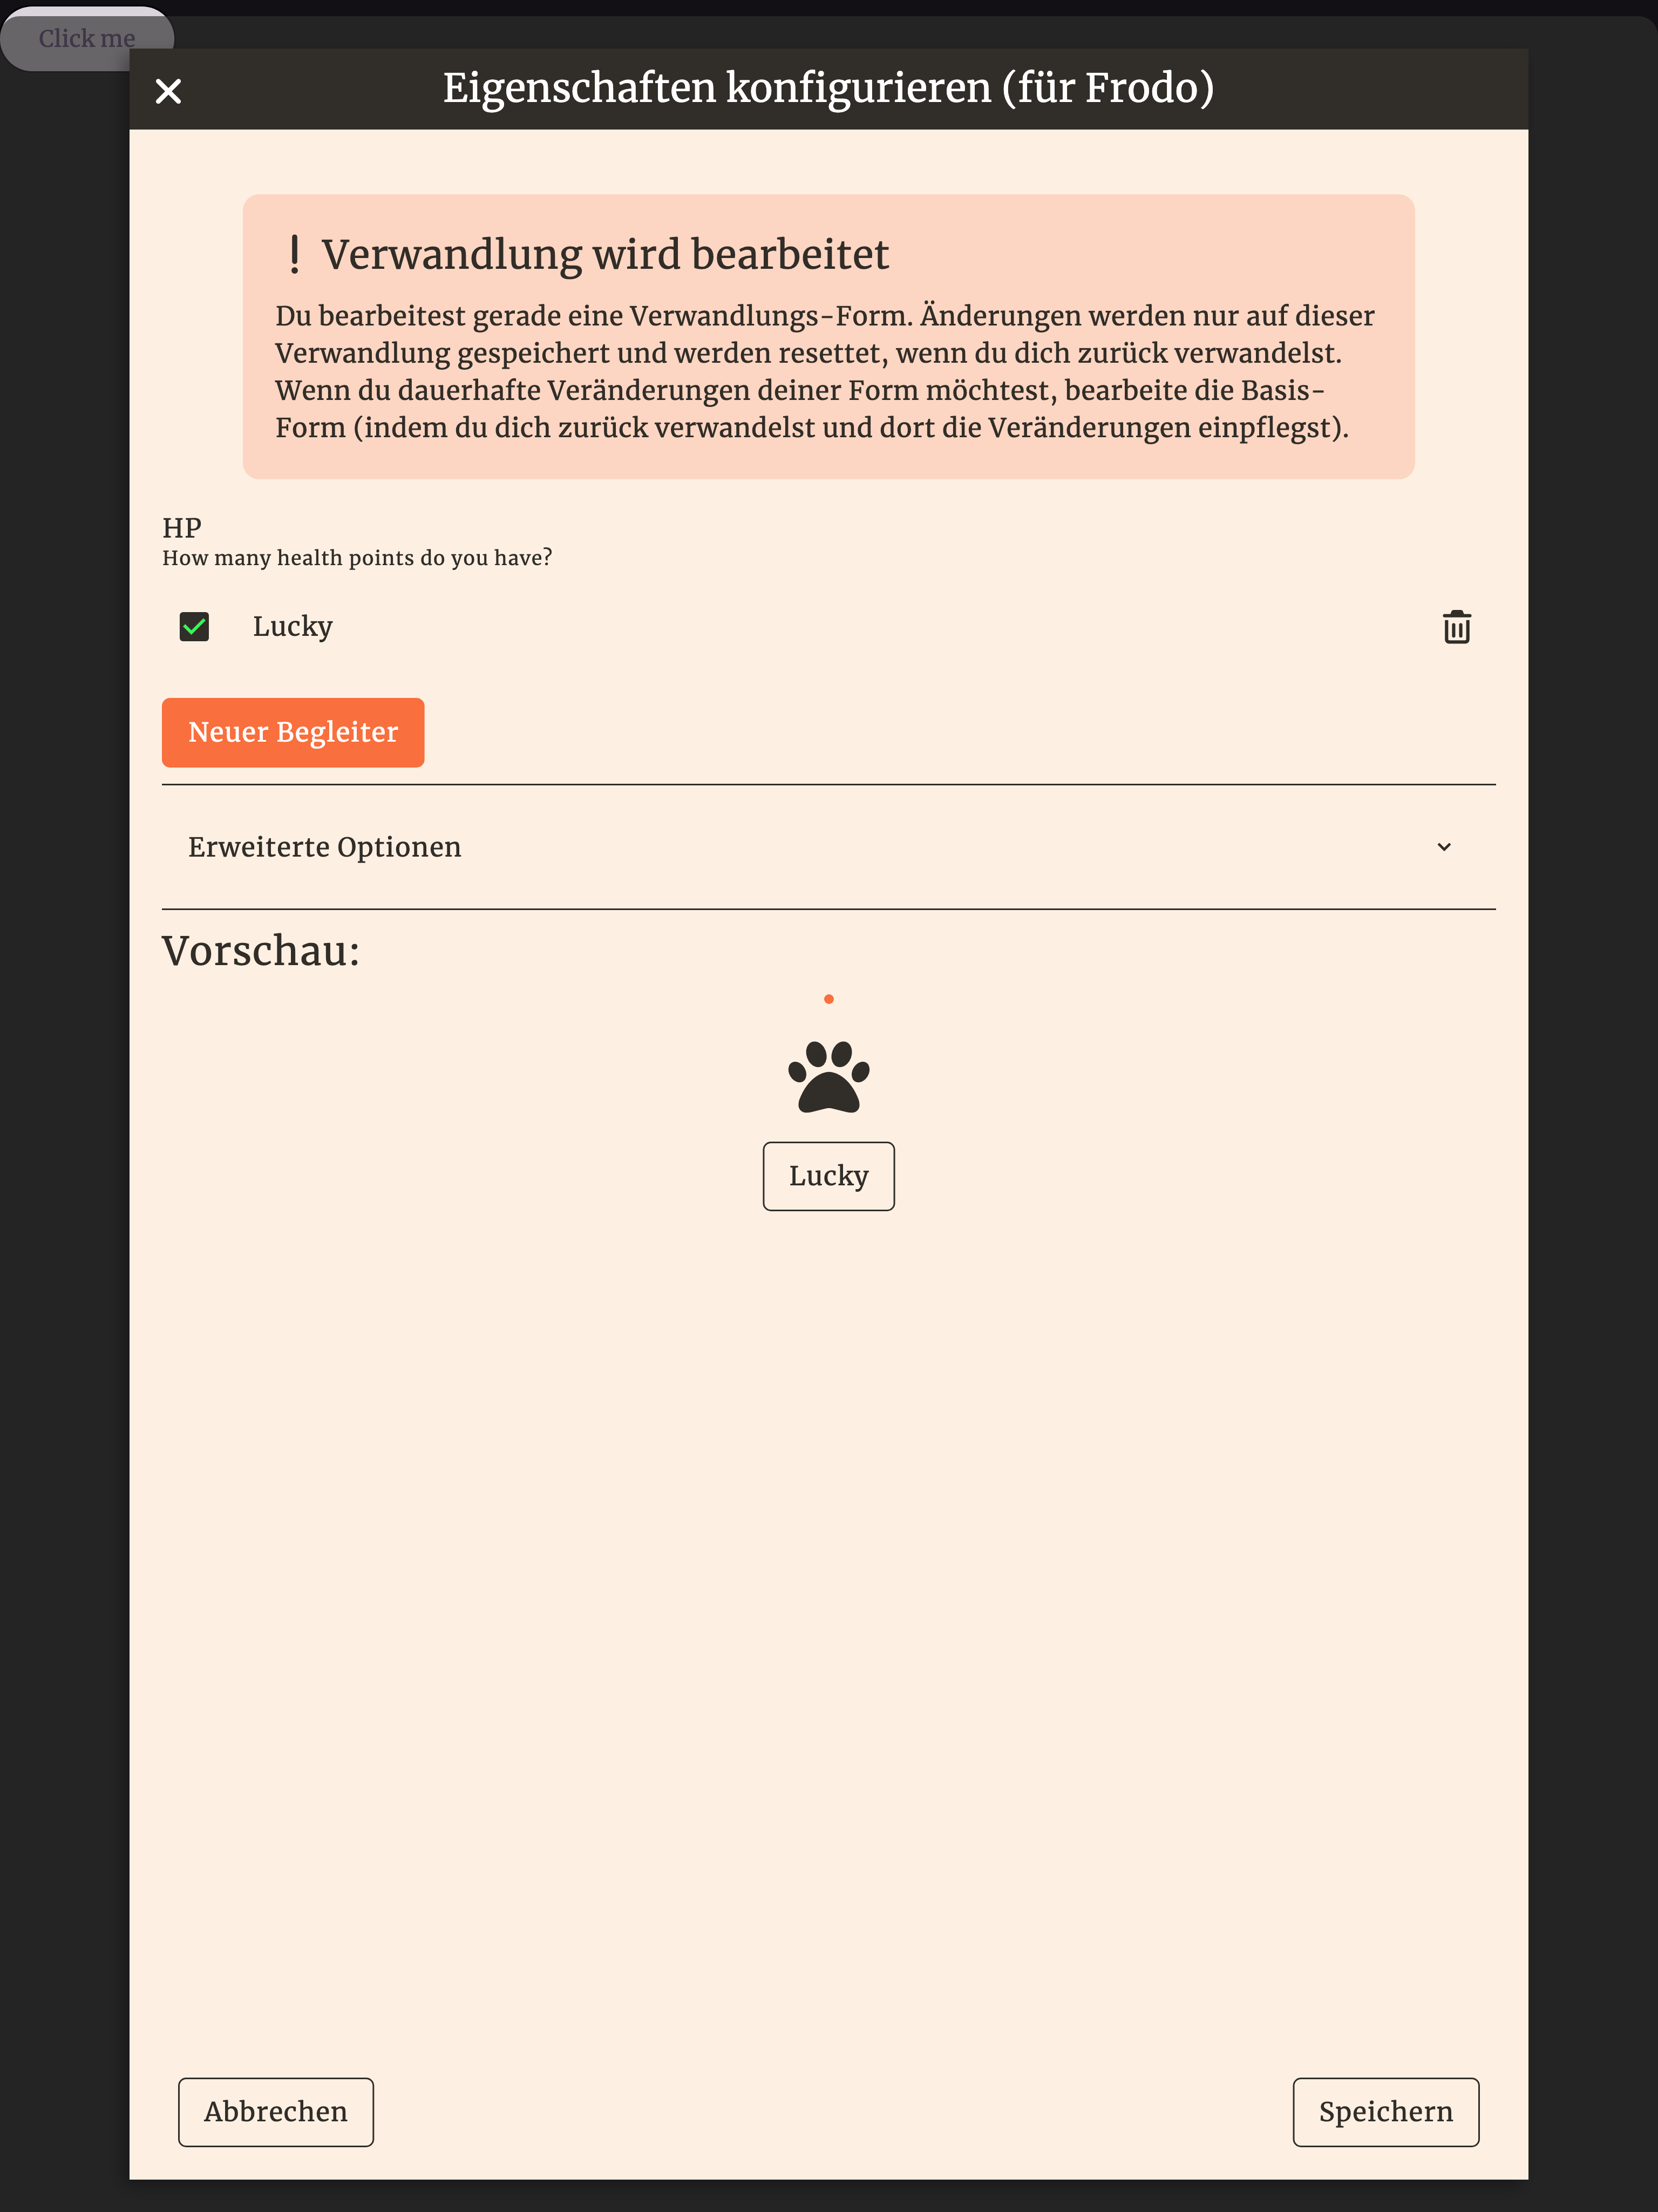 Click me
Eigenschaften konfigurieren (für Frodo)
Verwandlung wird bearbeitet
Du bearbeitest gerade eine Verwandlungs-Form. Änderungen werden nur auf dieser
Verwandlung gespeichert und werden resettet, wenn du dich zurück verwandelst.
Wenn du dauerhafte Veränderungen deiner Form möchtest, bearbeite die Basis-
Form (indem du dich zurück verwandelst und dort die Veränderungen einpflegst).
HP
How many health points do you have?
Lucky
Neuer Begleiter
Erweiterte Optionen
Vorschau:
Lucky
Abbrechen
Speichern